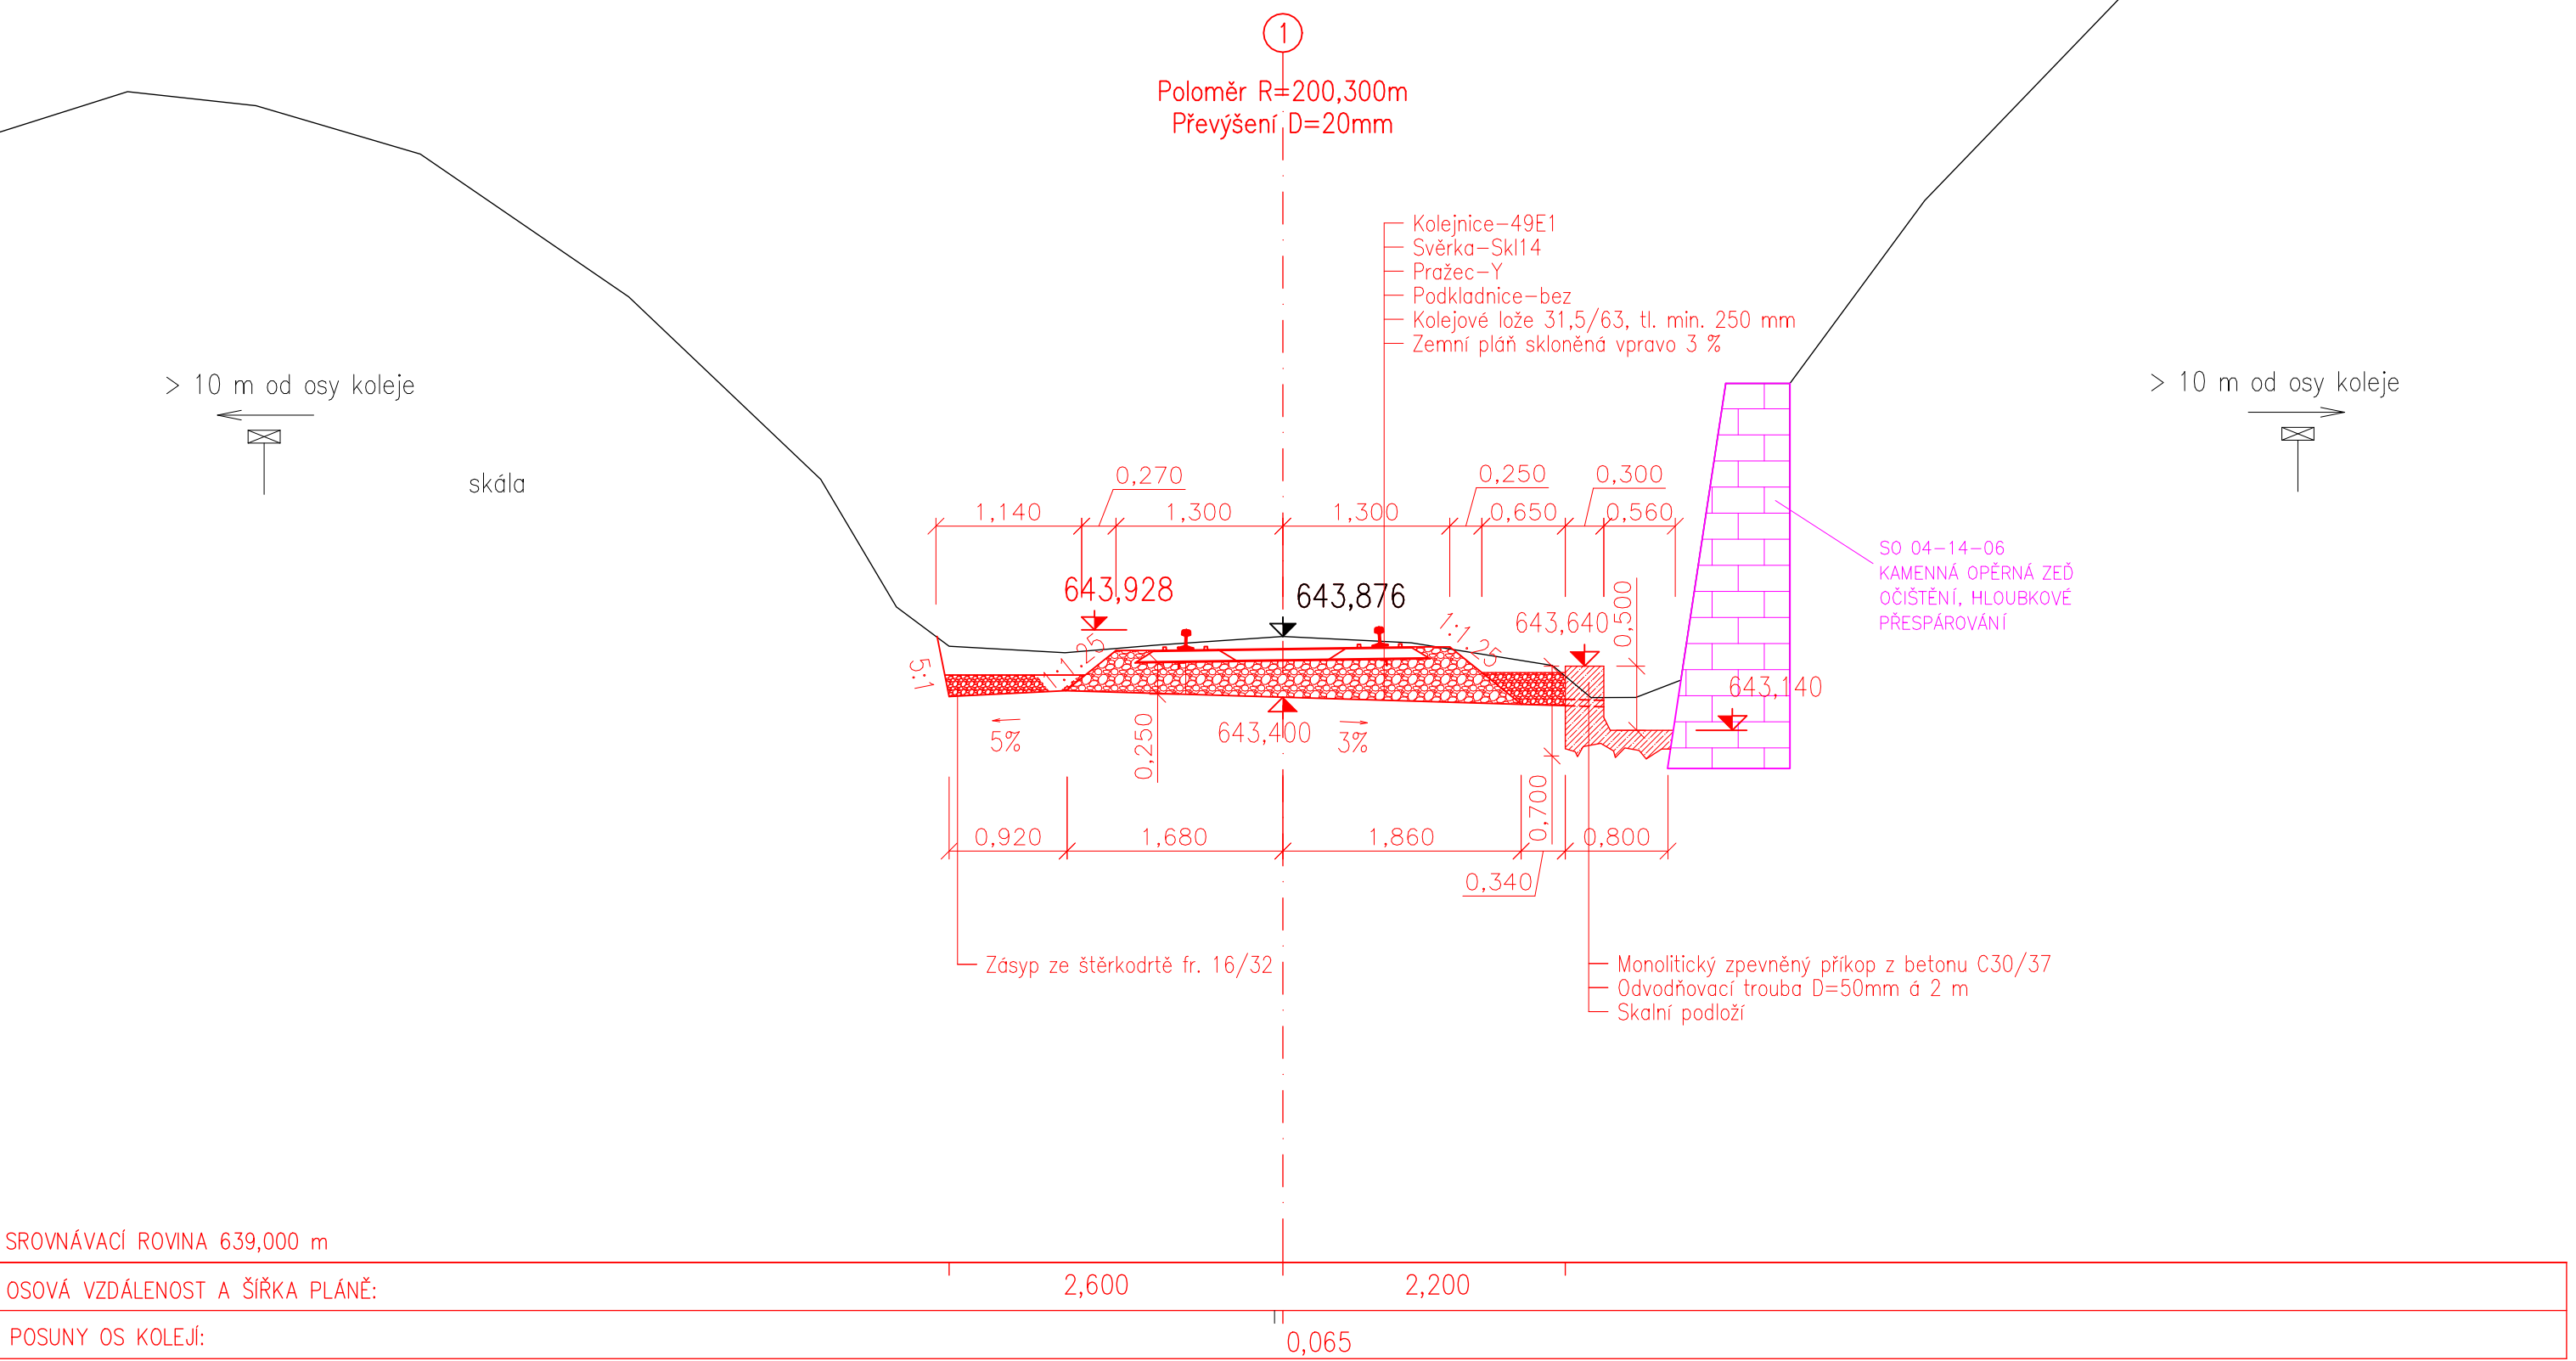 1
Poloměr R=200,300m
Převýšení D=20mm
Kolejnice-49E1
Svěrka-Skl14
Pražec-Y
Podkladnice-bez
Kolejové lože 31,5/63, tl. min. 250 mm
Zemní pláň skloněná vpravo 3 %
> 10 m od osy koleje
> 10 m od osy koleje
skála
0,270
0,250
0,300
1,140
1,300
1,300
0,650
0,560
SO 04-14-06
KAMENNÁ OPĚRNÁ ZEĎ
OČIŠTĚNÍ, HLOUBKOVÉ
PŘESPÁROVÁNÍ
643,928
643,876
643,640
0,500
1:1.25
1:1.25
5:1
643,140
5%
0,250
643,400
3%
0,700
0,920
1,680
1,860
0,800
0,340
Zásyp ze štěrkodrtě fr. 16/32
Monolitický zpevněný příkop z betonu C30/37
Odvodňovací trouba D=50mm á 2 m
Skalní podloží
SROVNÁVACÍ ROVINA 639,000 m
OSOVÁ VZDÁLENOST A ŠÍŘKA PLÁNĚ:
2,600
2,200
POSUNY OS KOLEJÍ:
0,065